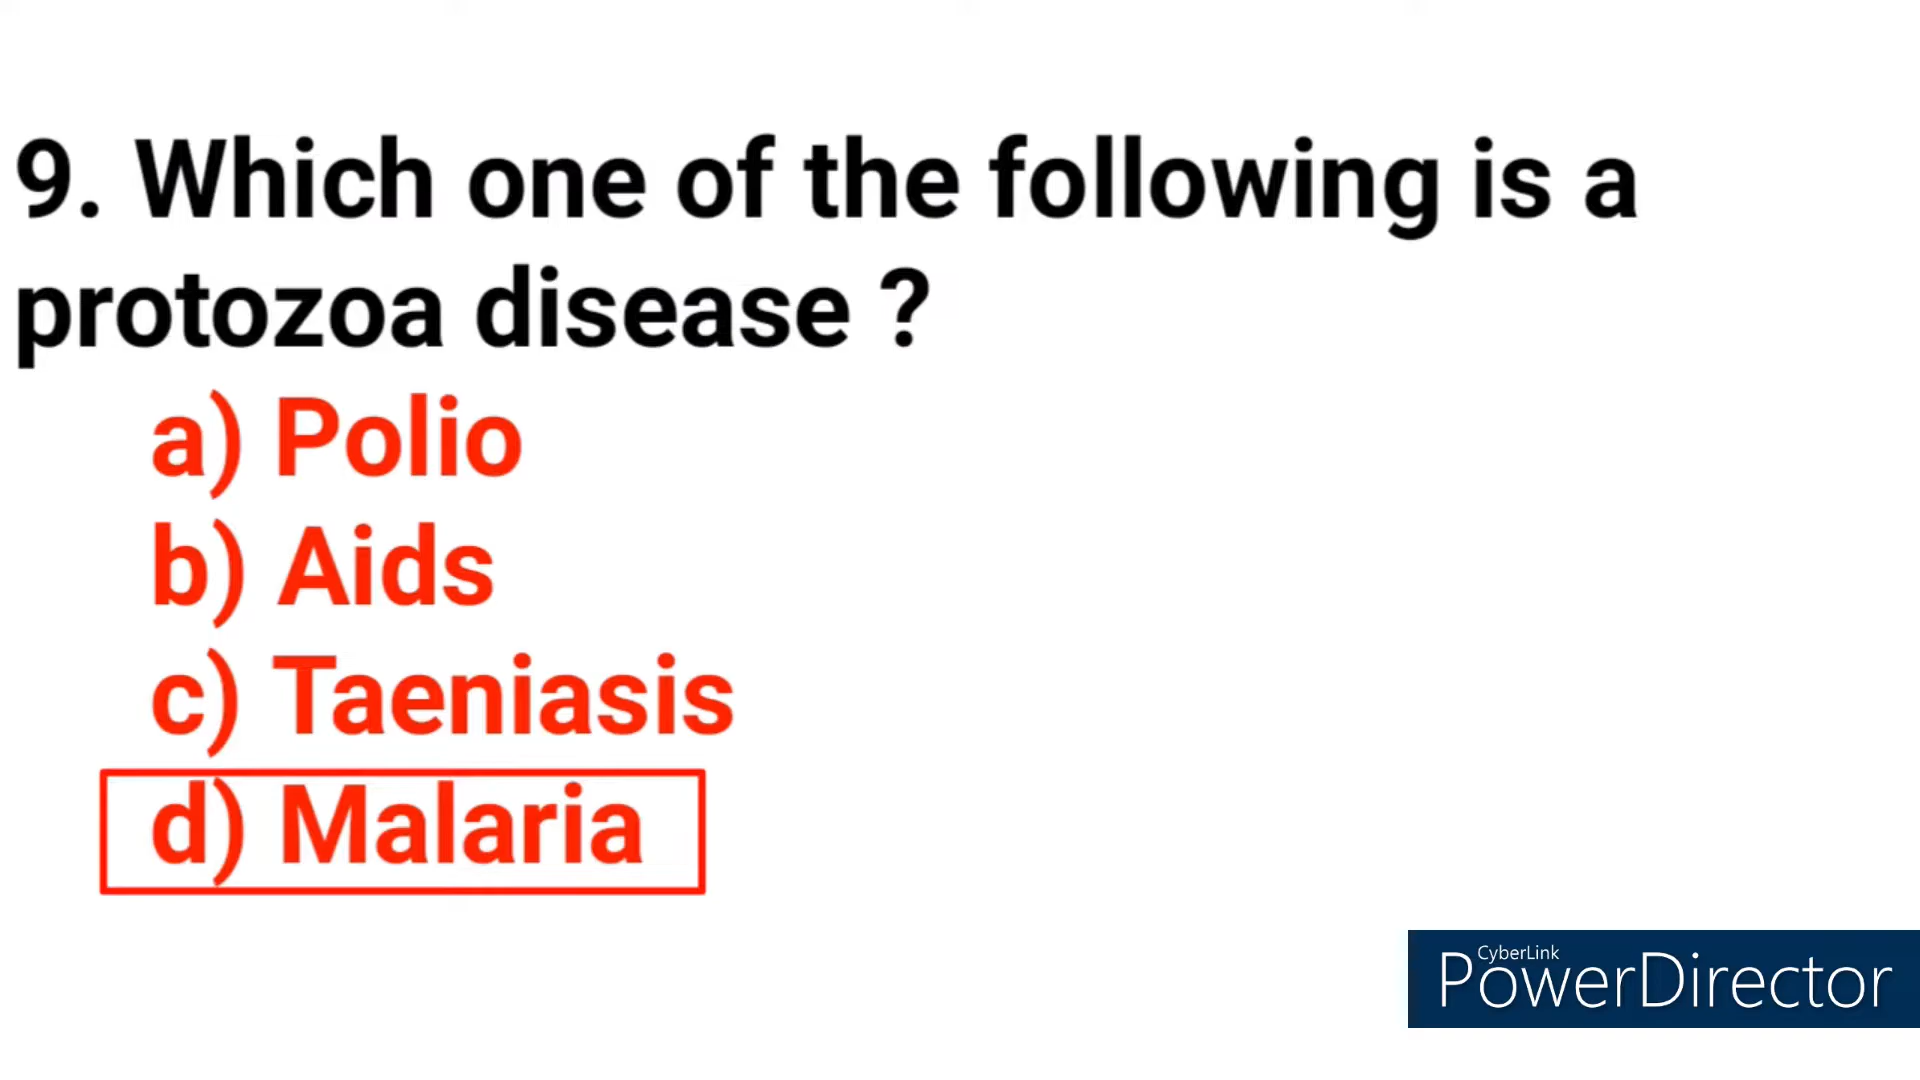 9. Which one of the following is a
protozoa disease ?
a) Polio
b) Aids
c) Taeniasis
d) Malaria
CyberLink
PowerDirector